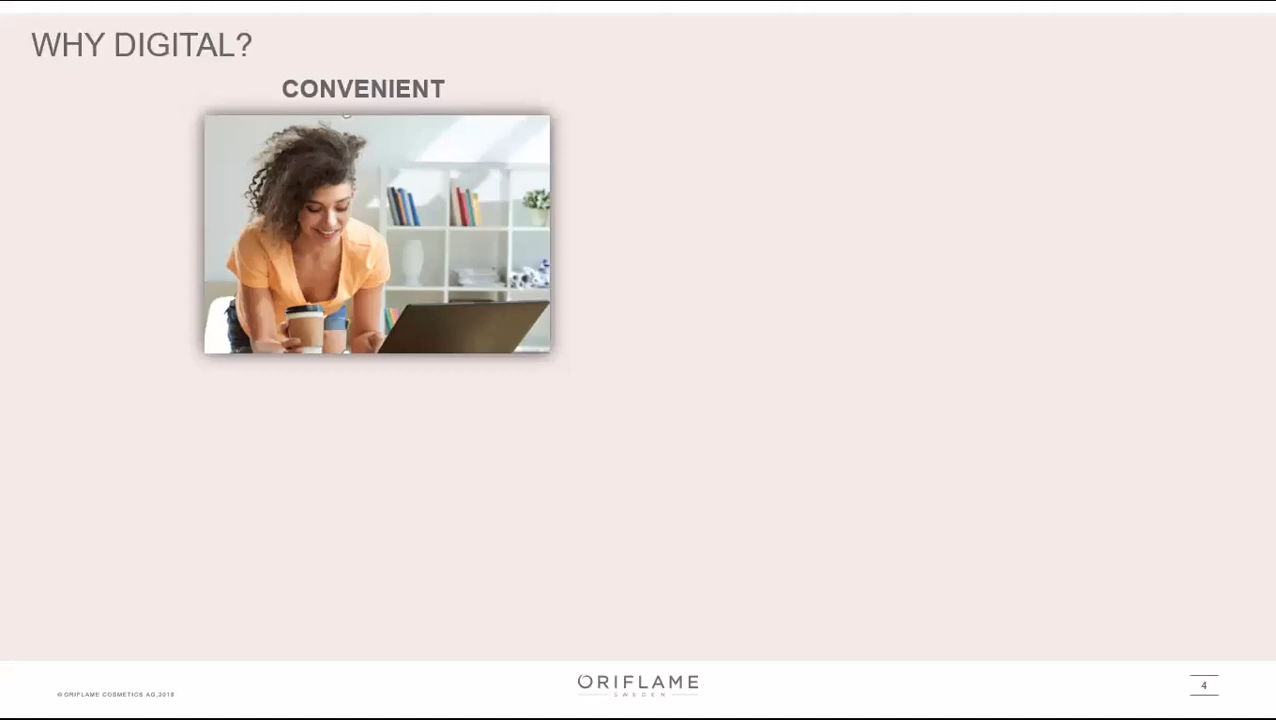 WHY DIGITAL?
CONVENIENT
© ORIFLAME COSMETICS AG,2018
ORIFLAME
SWEDEN
4